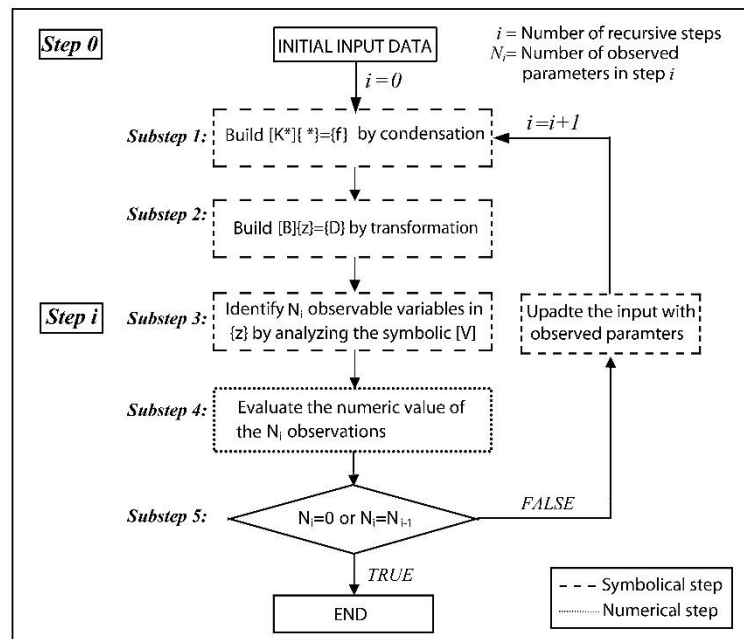 Step 0
INITIAL INPUT DATA
i = Number of recursive steps
Ni= Number of observed
parameters in step i
i=0
i=i+1
Substep 1:
Build [K*]{ *}={f} by condensation
Substep 2:
Build [B]{z}={D} by transformation
Step i
Substep 3:
Identify Ni observable variables in
{z} by analyzing the symbolic [V]
Upadte the input with
observed paramters
Substep 4:
Evaluate the numeric value of
the Ni observations
Substep 5:
Ni=0 or Ni=Ni-1
FALSE
TRUE
END
Symbolical step
Numerical step